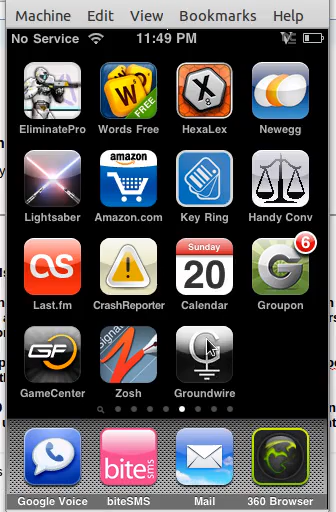 Machine Edit View Bookmarks Help
No Service 11:49 PM
W FREE X 8
EliminatePro Words Free HexaLex Newegg
amazon
Lightsaber Amazon.com Key Ring Handy Conv
Sunday 6
20 G
Last.fm CrashReporter Calendar Groupon
GF Signa G
GameCenter Zosh Groundwire
bite sms
Google Voice biteSMS Mail 360 Browser